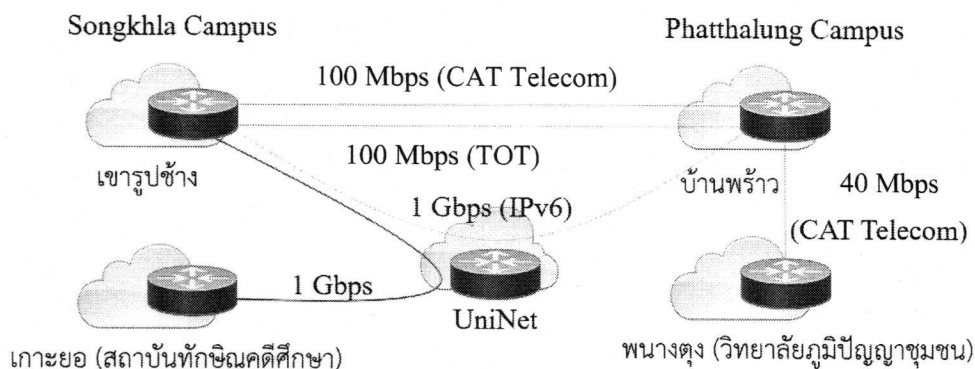 Songkhla Campus
Phatthalung Campus
100 Mbps (CAT Telecom)
100 Mbps (TOT)
เขารูปช้าง
บ้านพร้าว
40 Mbps
(CAT Telecom)
1 Gbps (IPv6)
1 Gbps
UniNet
เกาะยอ (สถาบันทักษิณคดีศึกษา)
พนางตุง (วิทยาลัยภูมิปัญญาชุมชน)